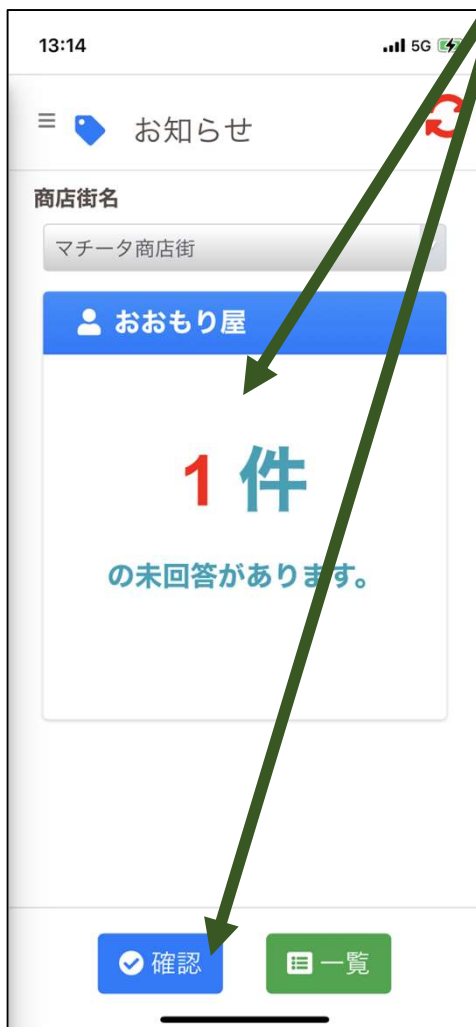 13:14
5G
お知らせ
商店街名
マチータ商店街
おおもり屋
1 件
の未回答があります。
確認
一覧